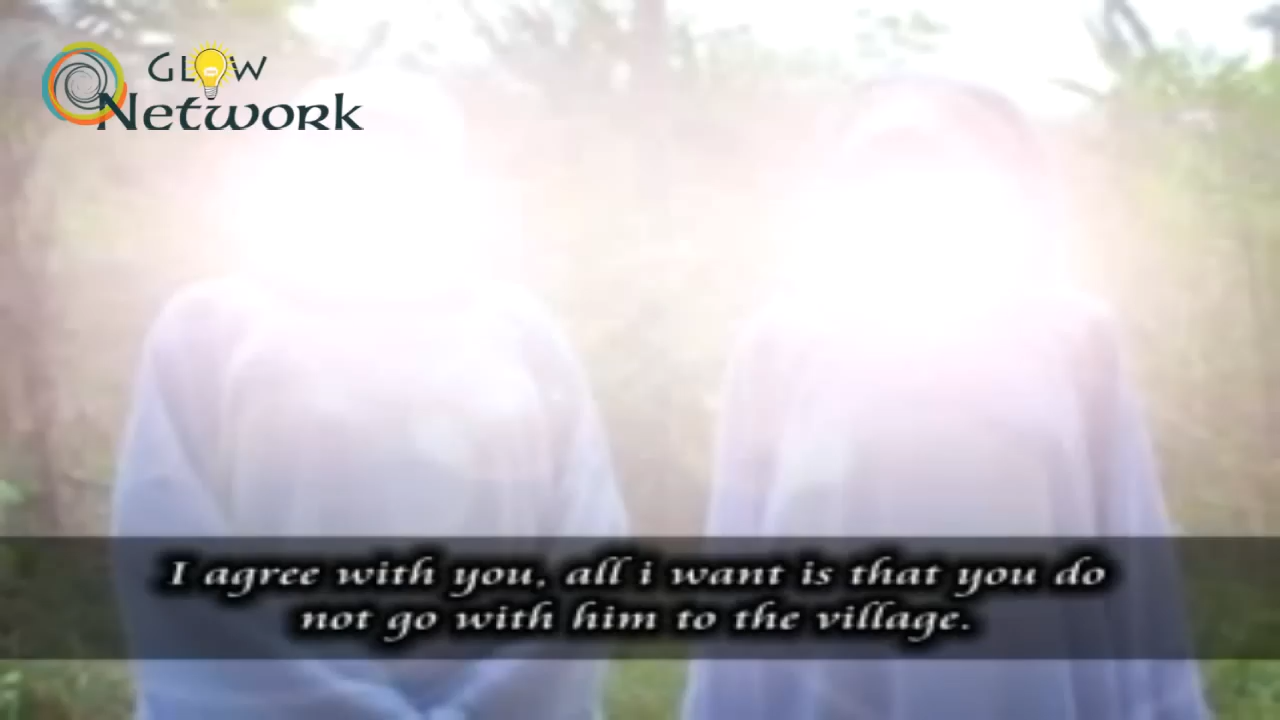 GLOW
Network
I agree with you, all i want is that you do
not go with him to the village.